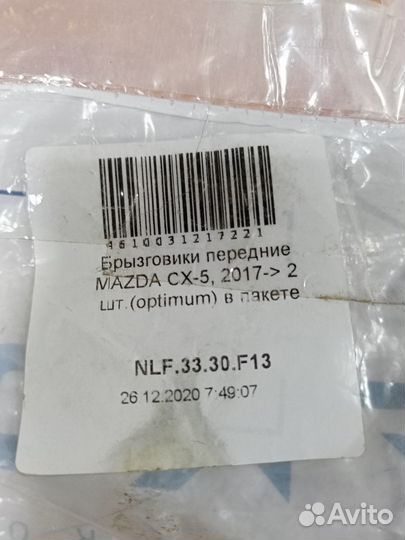 4610031217221
Брызговики передние
MAZDA CX-5, 2017-> 2
шт.(optimum) в пакете
NLF.33.30.F13
26.12.2020 7:49:07
Avito